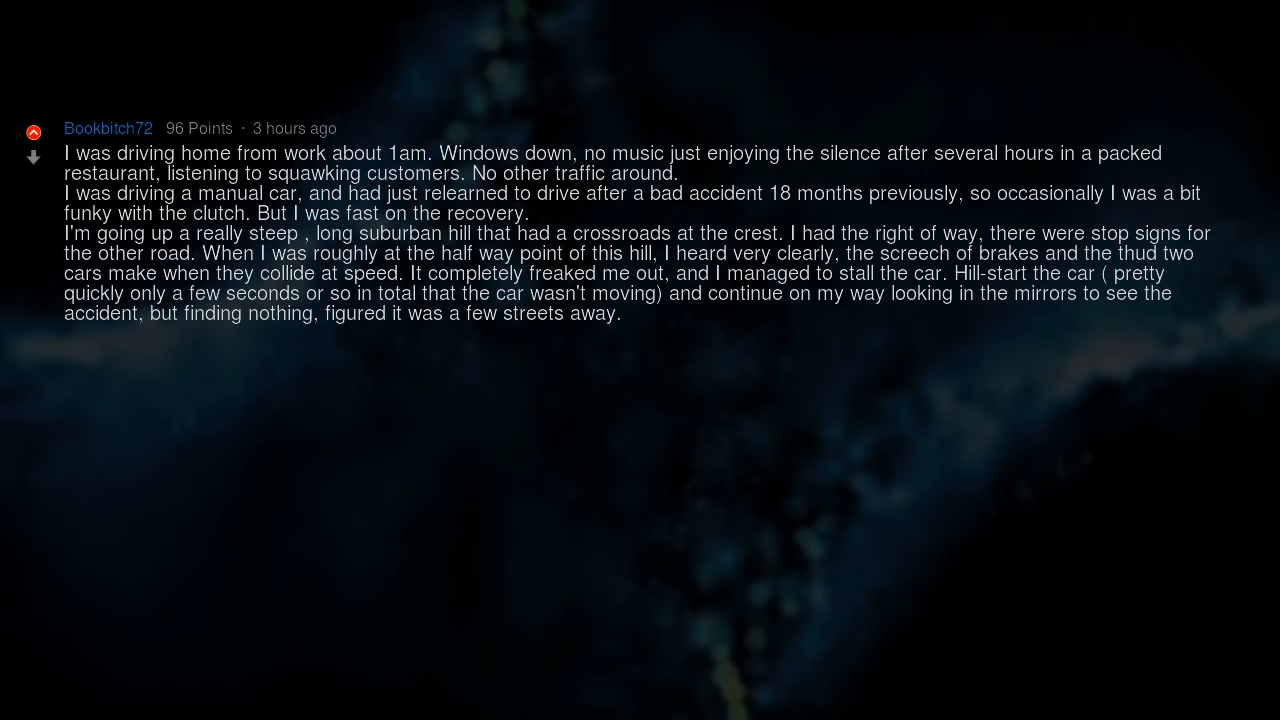 Bookbitch72 96 Points · 3 hours ago
I was driving home from work about 1am. Windows down, no music just enjoying the silence after several hours in a packed
restaurant, listening to squawking customers. No other traffic around.
I was driving a manual car, and had just relearned to drive after a bad accident 18 months previously, so occasionally I was a bit
funky with the clutch. But I was fast on the recovery.
I'm going up a really steep , long suburban hill that had a crossroads at the crest. I had the right of way, there were stop signs for
the other road. When I was roughly at the half way point of this hill, I heard very clearly, the screech of brakes and the thud two
cars make when they collide at speed. It completely freaked me out, and I managed to stall the car. Hill-start the car ( pretty
quickly only a few seconds or so in total that the car wasn't moving) and continue on my way looking in the mirrors to see the
accident, but finding nothing, figured it was a few streets away.